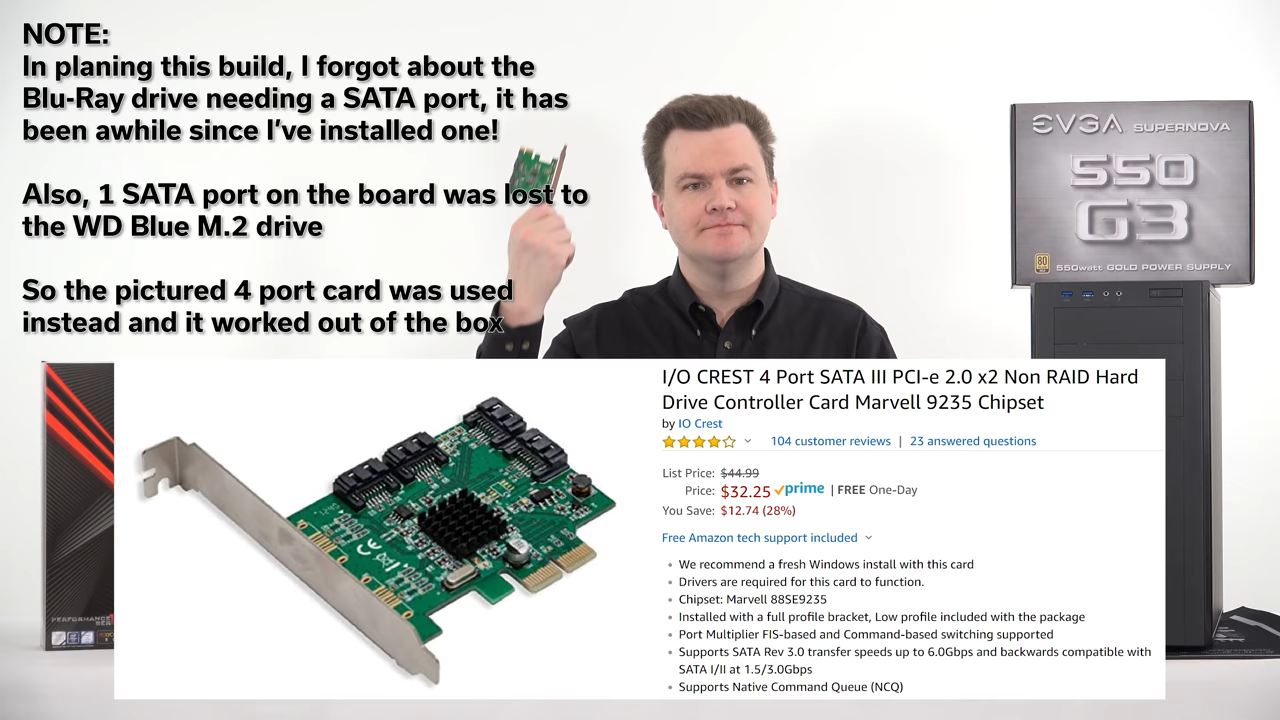 NOTE:
In planing this build, I forgot about the
Blu-Ray drive needing a SATA port, it has
been awhile since I've installed one!
Also, 1 SATA port on the board was lost to
the WD Blue M.2 drive
So the pictured 4 port card was used
instead and it worked out of the box
EVGA SUPERNOVA
550
G3
80
550watt GOLD POWER SUPPLY
I/O CREST 4 Port SATA III PCI-e 2.0 x2 Non RAID Hard
Drive Controller Card Marvell 9235 Chipset
by IO Crest
104 customer reviews | 23 answered questions
List Price: $44.99
Price: $32.25 prime | FREE One-Day
You Save: $12.74 (28%)
Free Amazon tech support included
We recommend a fresh Windows install with this card
Drivers are required for this card to function.
Chipset: Marvell 88SE9235
Installed with a full profile bracket, Low profile included with the package
Port Multiplier FIS-based and Command-based switching supported
Supports SATA Rev 3.0 transfer speeds up to 6.0Gbps and backwards compatible with
SATA I/II at 1.5/3.0Gbps
Supports Native Command Queue (NCQ)
CE
PERFORMANCE